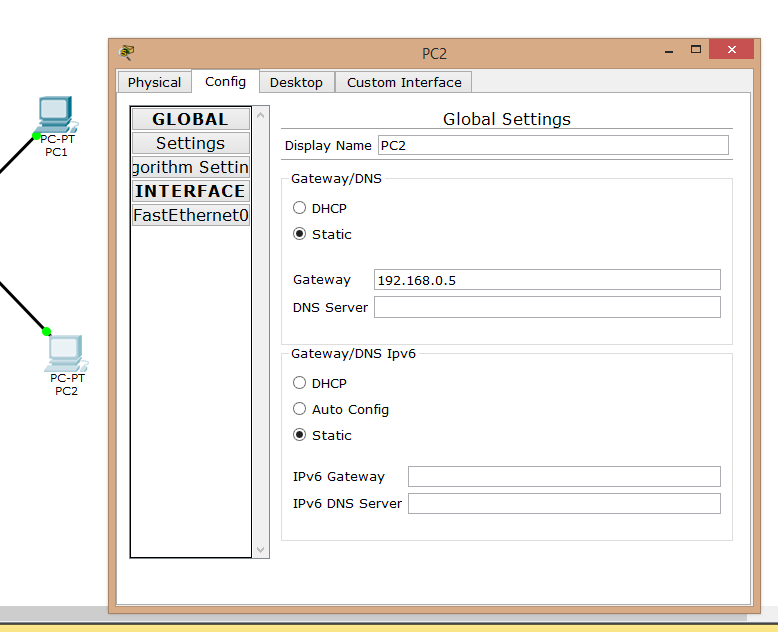 PC2
Physical
Config
Desktop
Custom Interface
GLOBAL
Settings
gorithm Settin
INTERFACE
FastEthernet0
Global Settings
Display Name PC2
Gateway/DNS
DHCP
Static
Gateway 192.168.0.5
DNS Server
Gateway/DNS Ipv6
DHCP
Auto Config
Static
IPv6 Gateway
IPv6 DNS Server
PC-PT
PC1
PC-PT
PC2